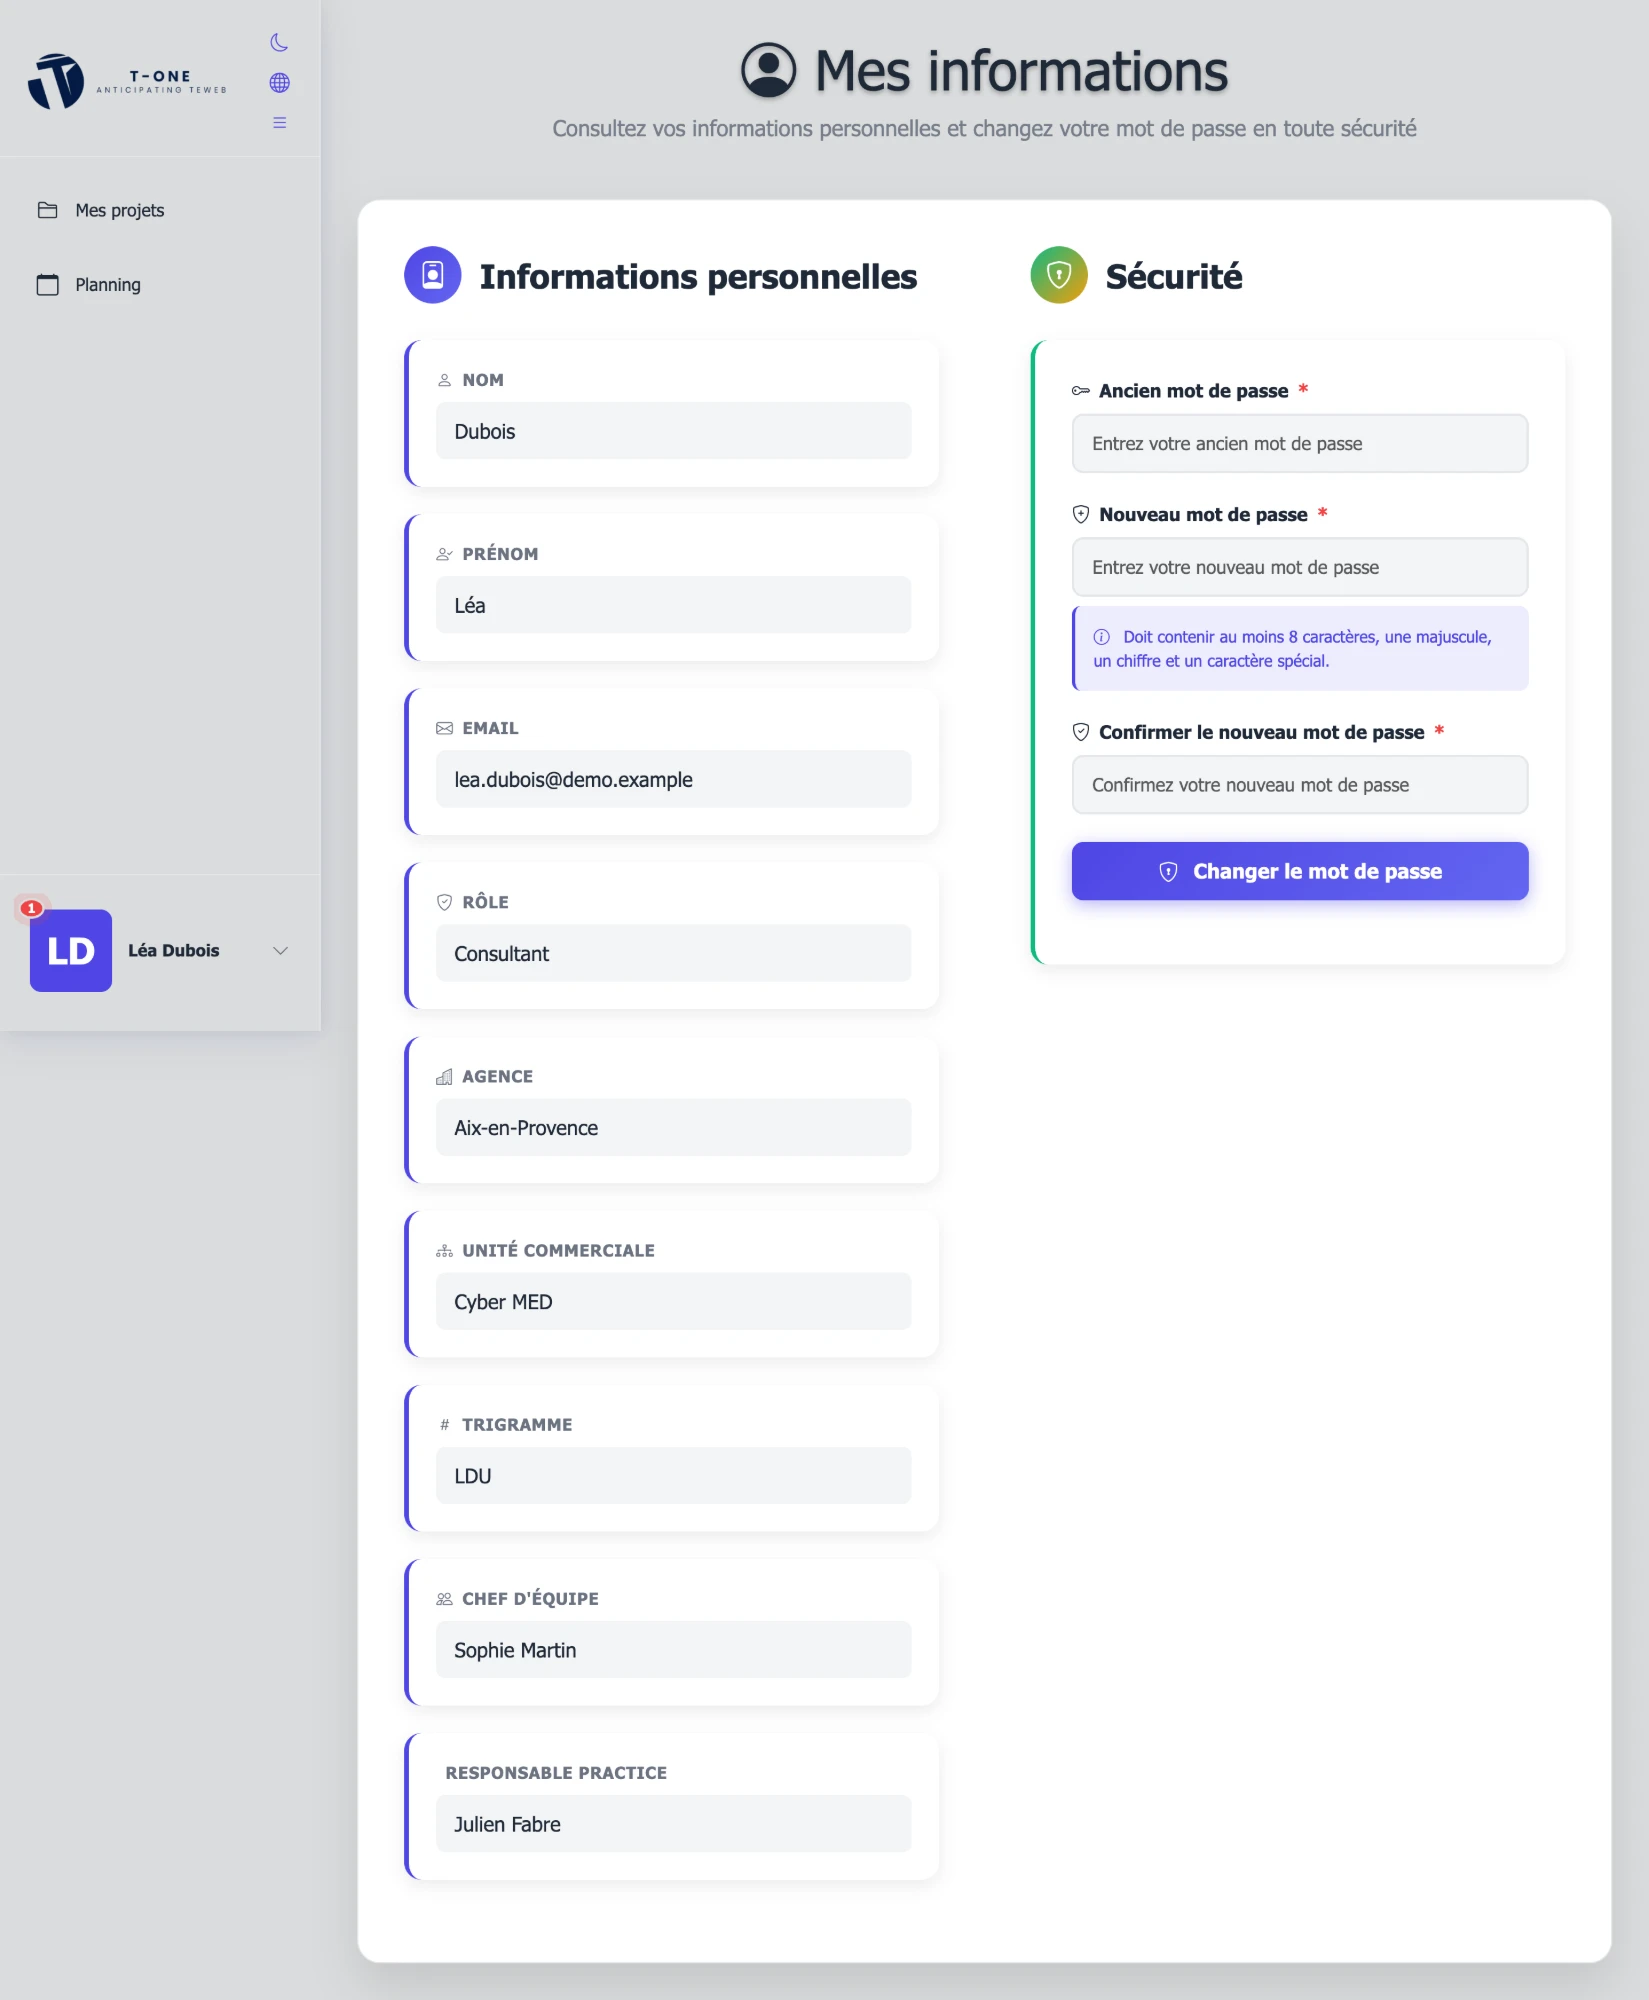 T-ONE
ANTICIPATING TEWEB
Mes projets
Planning
1
LD
Léa Dubois
Mes informations
Consultez vos informations personnelles et changez votre mot de passe en toute sécurité
Informations personnelles
NOM
Dubois
PRÉNOM
Léa
EMAIL
lea.dubois@demo.example
RÔLE
Consultant
AGENCE
Aix-en-Provence
UNITÉ COMMERCIALE
Cyber MED
# TRIGRAMME
LDU
CHEF D'ÉQUIPE
Sophie Martin
RESPONSABLE PRACTICE
Julien Fabre
Sécurité
Ancien mot de passe *
Entrez votre ancien mot de passe
Nouveau mot de passe *
Entrez votre nouveau mot de passe
Doit contenir au moins 8 caractères, une majuscule,
un chiffre et un caractère spécial.
Confirmer le nouveau mot de passe *
Confirmez votre nouveau mot de passe
Changer le mot de passe